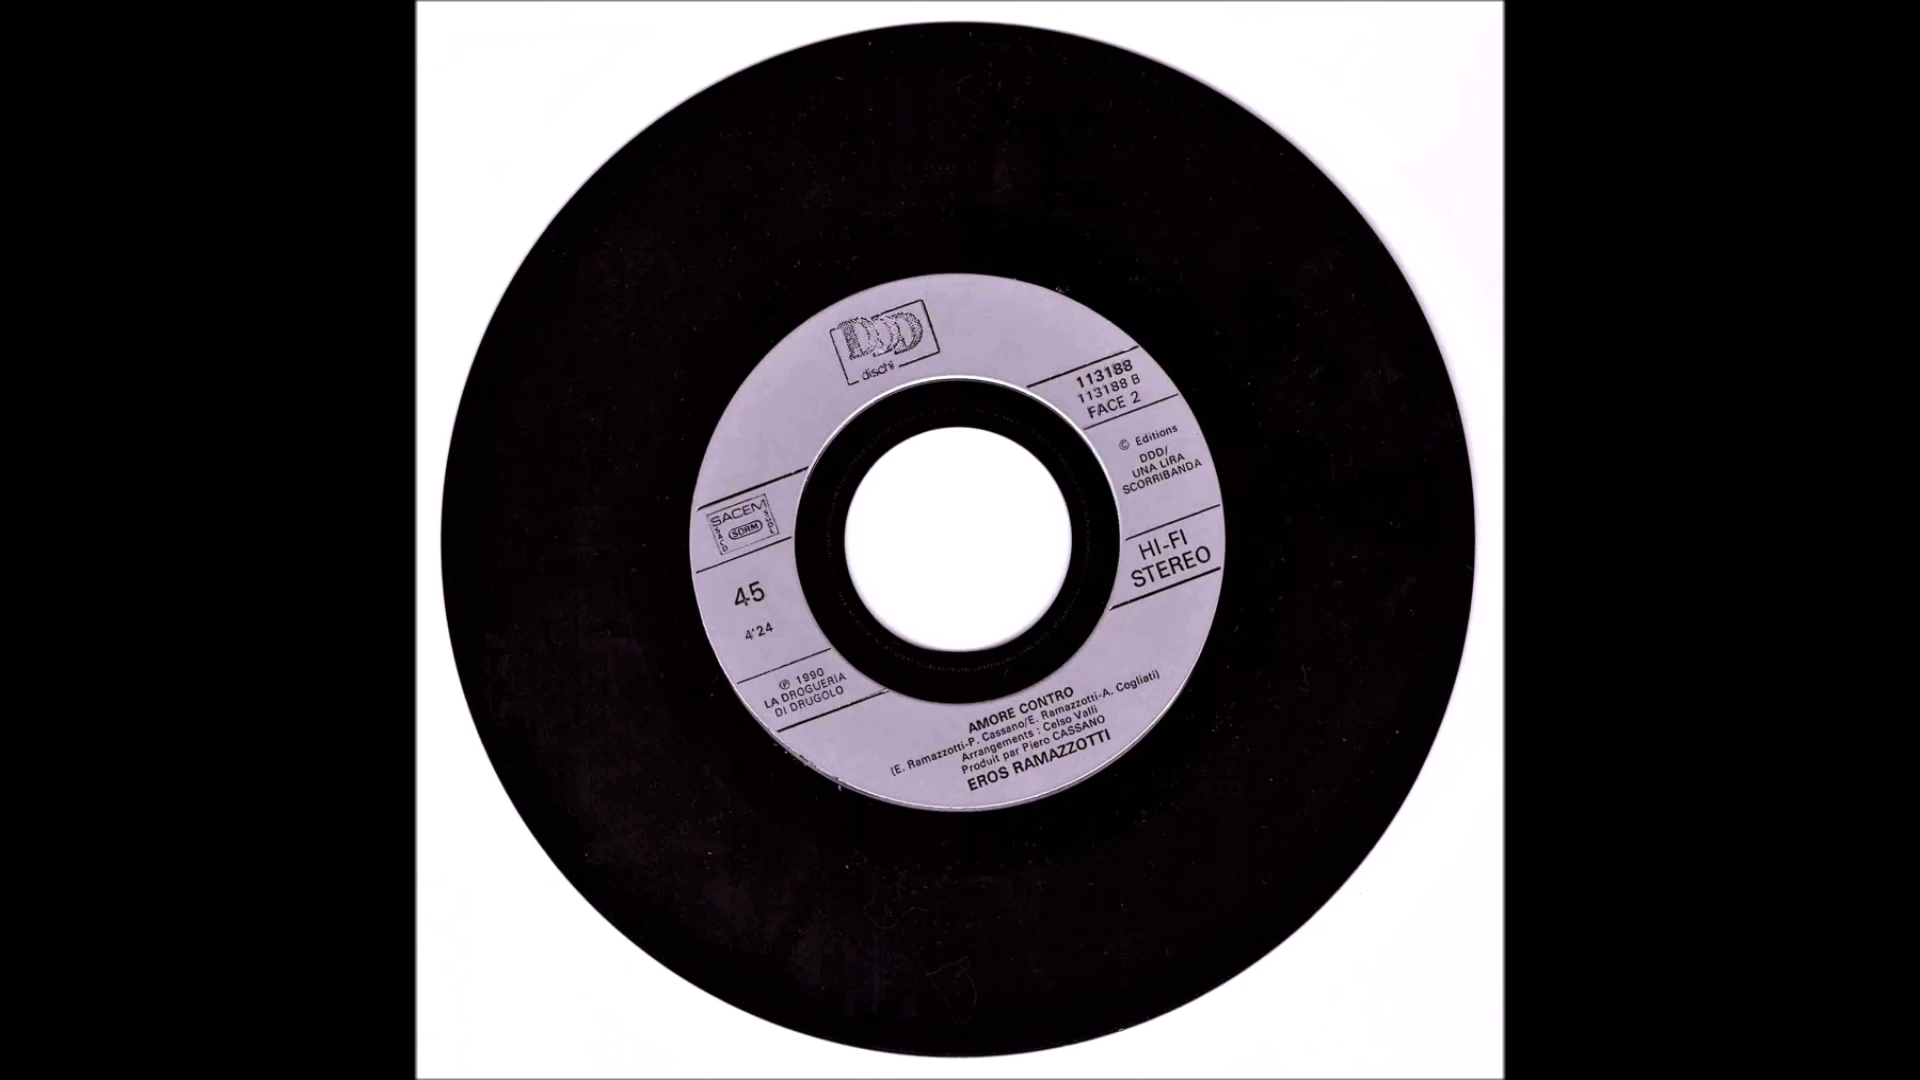 DDD
dischi
113188
113188 B
FACE 2
© Editions
DDD/
UNA LIRA
SCORRIBANDA
SACEM
SDRM
SACD
HI-FI
STEREO
45
4'24
℗ 1990
LA DROGUERIA
DI DRUGOLO
AMORE CONTRO
(E. Ramazzotti-P. Cassano/E. Ramazzotti-A. Cogliati)
Arrangements : Celso Valli
Produit par Piero CASSANO
EROS RAMAZZOTTI